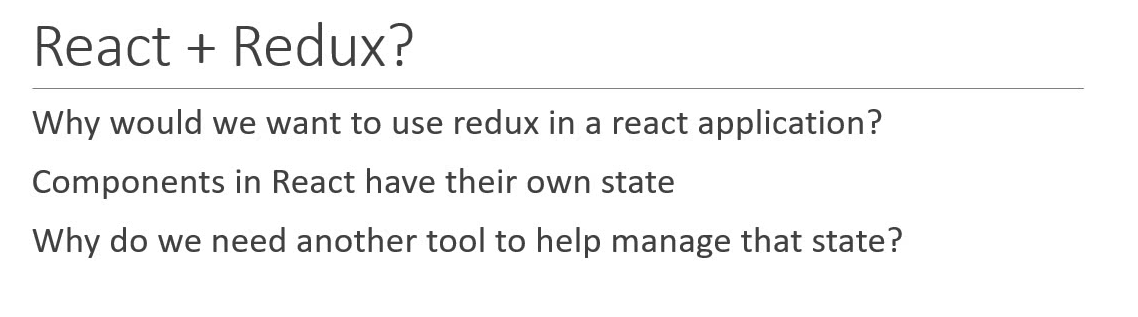 React + Redux?
Why would we want to use redux in a react application?
Components in React have their own state
Why do we need another tool to help manage that state?